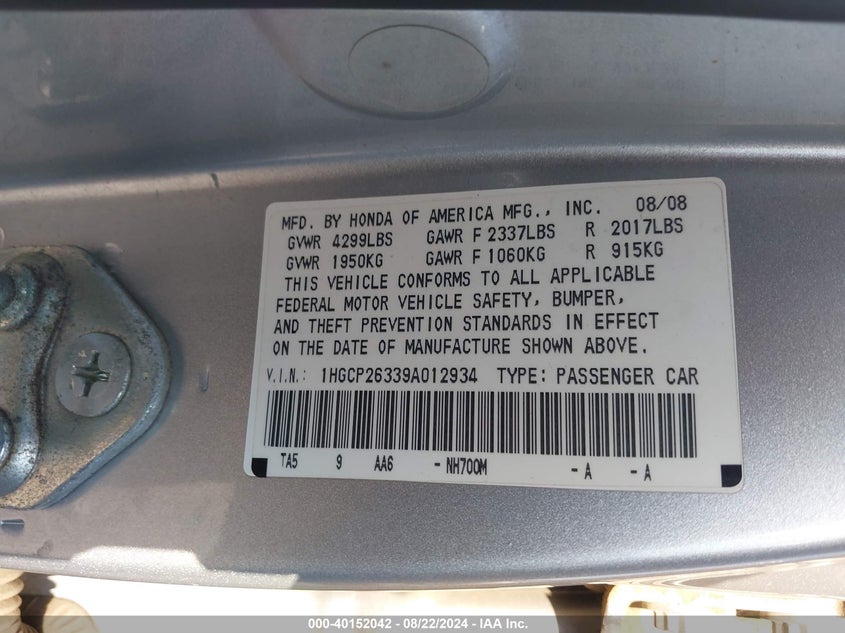 MFD. BY HONDA OF AMERICA MFG., INC. 08/08
GVWR 4299LBS GAWR F 2337LBS R 2017LBS
GVWR 1950KG GAWR F 1060KG R 915KG
THIS VEHICLE CONFORMS TO ALL APPLICABLE
FEDERAL MOTOR VEHICLE SAFETY, BUMPER,
AND THEFT PREVENTION STANDARDS IN EFFECT
ON THE DATE OF MANUFACTURE SHOWN ABOVE.
V.I.N.: 1HGCP26339A012934 TYPE: PASSENGER CAR
TA5 9 AA6 - NH700M - A - A
000-40152042 - 08/22/2024 - IAA Inc.